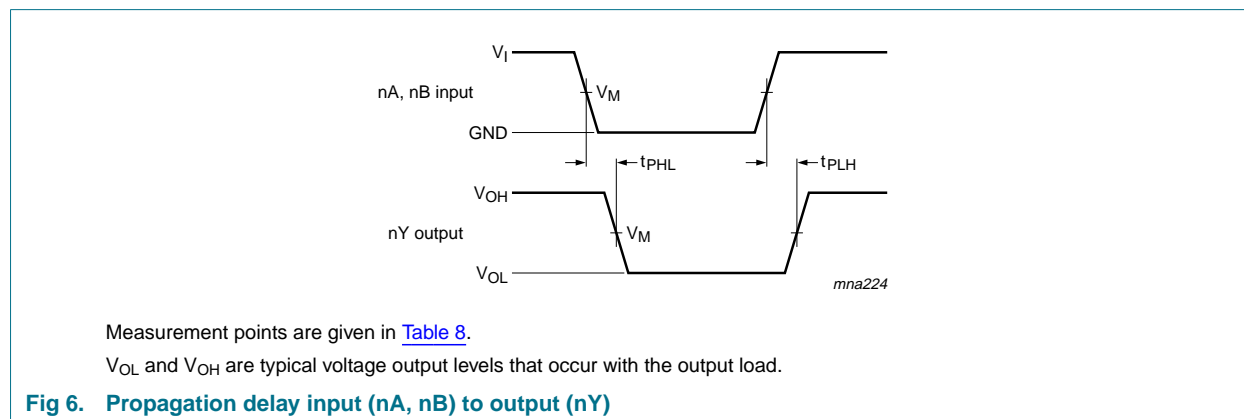 VI
nA, nB input
VM
GND
tPHL
tPLH
VOH
nY output
VM
VOL
mna224
Measurement points are given in Table 8.
VOL and VOH are typical voltage output levels that occur with the output load.
Fig 6. Propagation delay input (nA, nB) to output (nY)